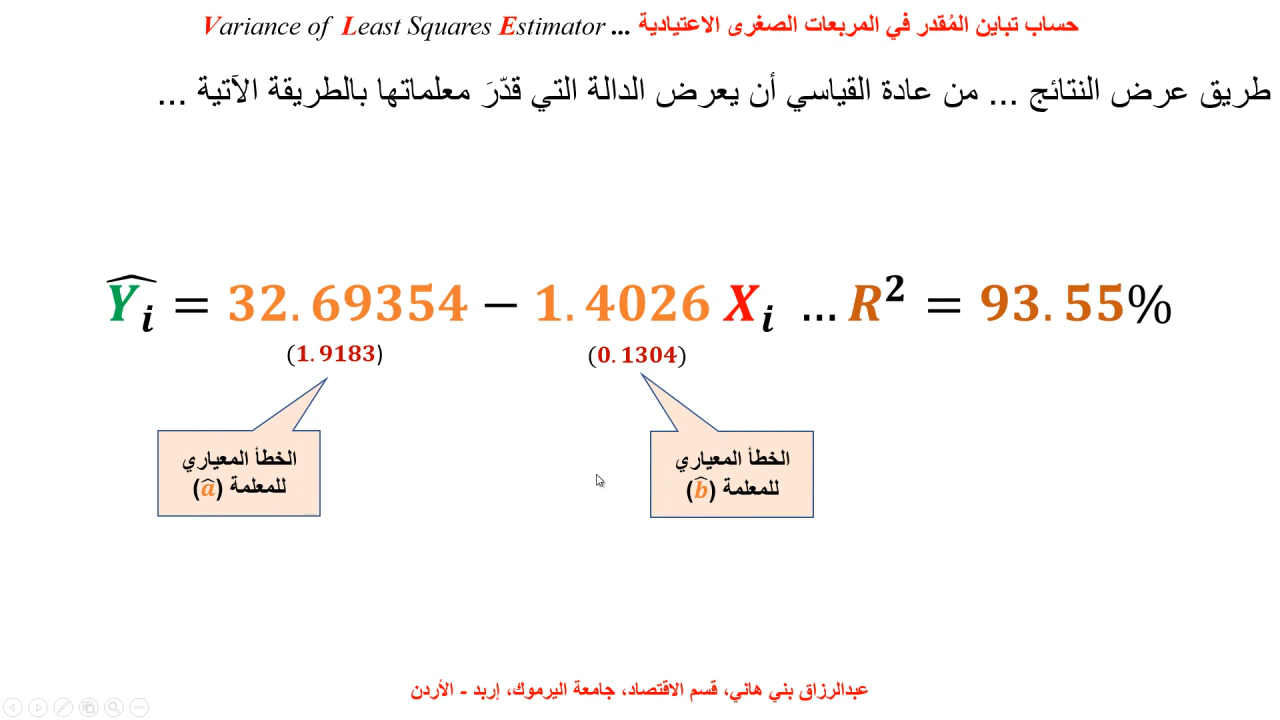 حساب تباين المُقدر في المربعات الصغرى الاعتيادية ... Variance of Least Squares Estimator
طريق عرض النتائج ... من عادة القياسي أن يعرض الدالة التي قدّرَ معلماتها بالطريقة الآتية ...
Ŷᵢ = 32.69354 − 1.4026 Xᵢ ... R² = 93.55%
(1.9183) (0.1304)
الخطأ المعياري
للمعلمة (â)
الخطأ المعياري
للمعلمة (b̂)
عبدالرزاق بني هاني، قسم الاقتصاد، جامعة اليرموك، إربد - الأردن